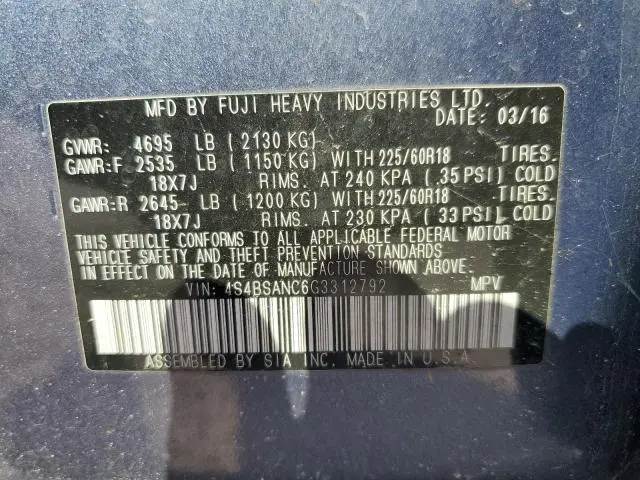 MFD BY FUJI HEAVY INDUSTRIES LTD.
DATE: 03/16
GVWR: 4695 LB (2130 KG)
GAWR:F 2535 LB (1150 KG) WITH 225/60R18 TIRES.
18X7J RIMS. AT 240 KPA (35 PSI) COLD
GAWR:R 2645 LB (1200 KG) WITH 225/60R18 TIRES.
18X7J RIMS. AT 230 KPA (33 PSI) COLD
THIS VEHICLE CONFORMS TO ALL APPLICABLE FEDERAL MOTOR
VEHICLE SAFETY AND THEFT PREVENTION STANDARDS
IN EFFECT ON THE DATE OF MANUFACTURE SHOWN ABOVE.
VIN: 4S4BSANC6G3312792 MPV
ASSEMBLED BY SIA INC. MADE IN U.S.A.